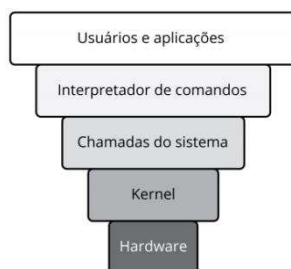 Usuários e aplicações
Interpretador de comandos
Chamadas do sistema
Kernel
Hardware